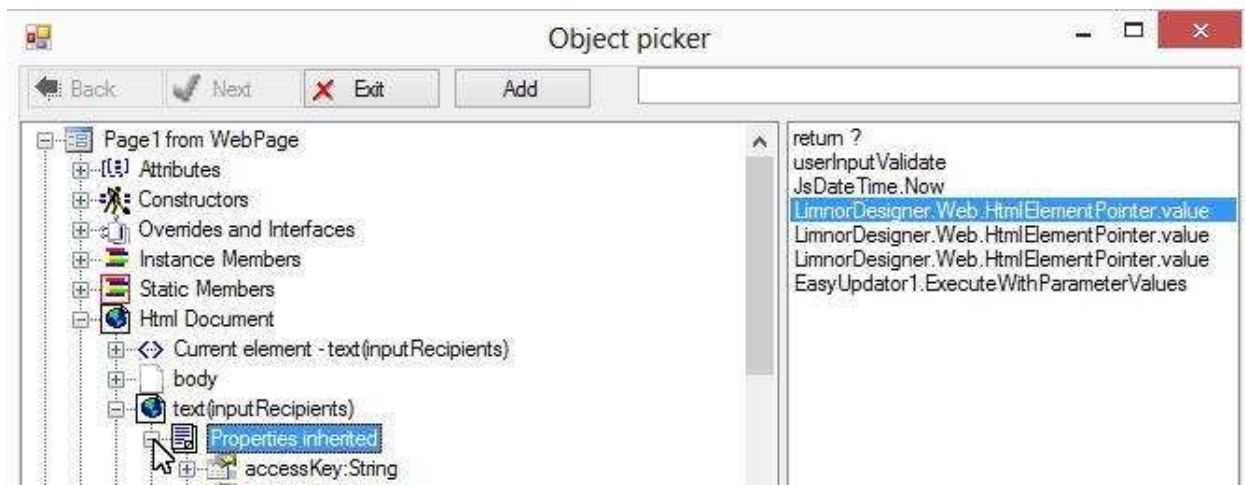 Object picker
Back Next Exit Add
Page1 from WebPage
Attributes
Constructors
Overrides and Interfaces
Instance Members
Static Members
Html Document
Current element - text(inputRecipients)
body
text(inputRecipients)
Properties inherited
accessKey:String
return ?
userInputValidate
JsDateTime.Now
LimnorDesigner.Web.HtmlElementPointer.value
LimnorDesigner.Web.HtmlElementPointer.value
LimnorDesigner.Web.HtmlElementPointer.value
EasyUpdator1.ExecuteWithParameterValues